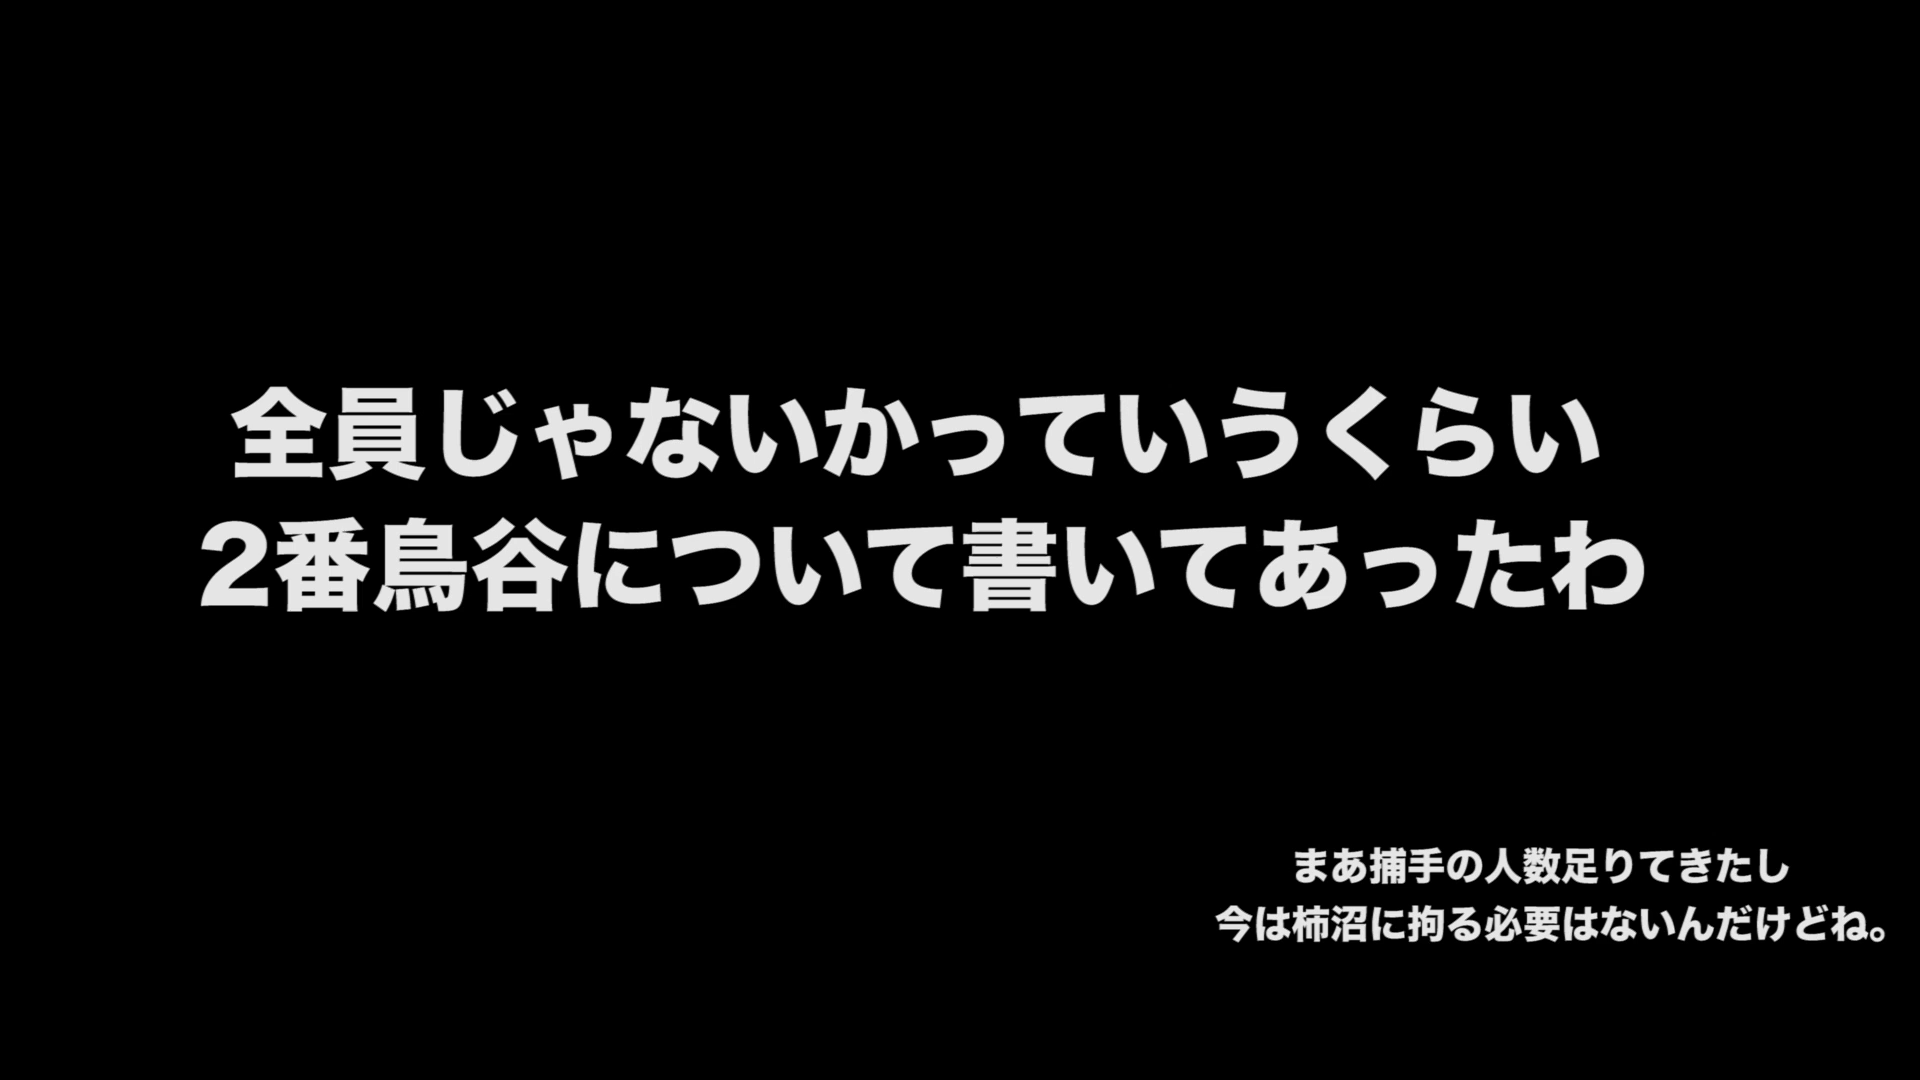 全員じゃないかっていうくらい
2番鳥谷について書いてあったわ
まあ捕手の人数足りてきたし
今は柿沼に拘る必要はないんだけどね。